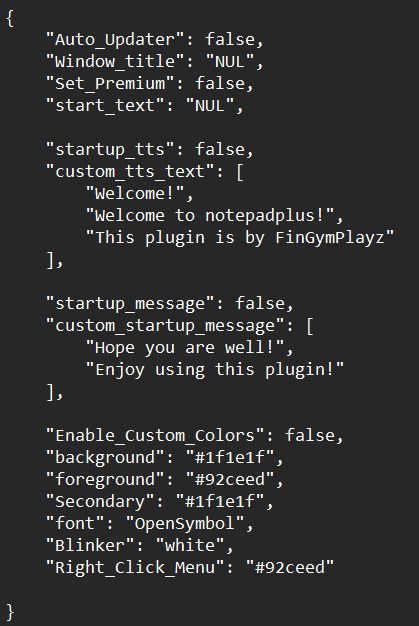 {
    "Auto_Updater": false,
    "Window_title": "NUL",
    "Set_Premium": false,
    "start_text": "NUL",

    "startup_tts": false,
    "custom_tts_text": [
        "Welcome!",
        "Welcome to notepadplus!",
        "This plugin is by FinGymPlayz"
    ],

    "startup_message": false,
    "custom_startup_message": [
        "Hope you are well!",
        "Enjoy using this plugin!"
    ],

    "Enable_Custom_Colors": false,
    "background": "#1f1e1f",
    "foreground": "#92ceed",
    "Secondary": "#1f1e1f",
    "font": "OpenSymbol",
    "Blinker": "white",
    "Right_Click_Menu": "#92ceed"

}